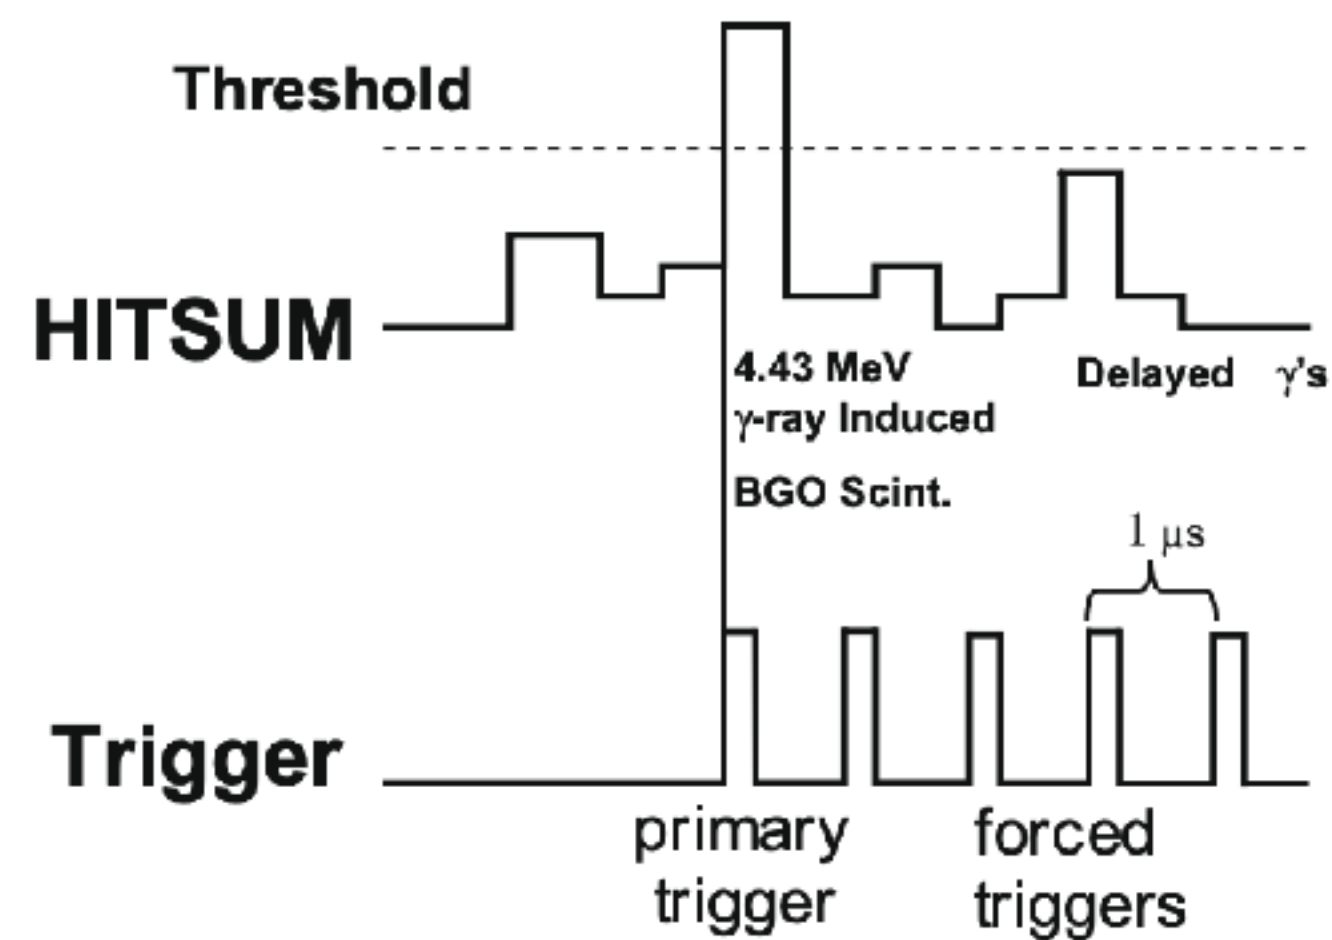 Threshold
HITSUM
4.43 MeV
γ-ray Induced
BGO Scint.
Delayed γ's
1 μs
Trigger
primary
trigger
forced
triggers